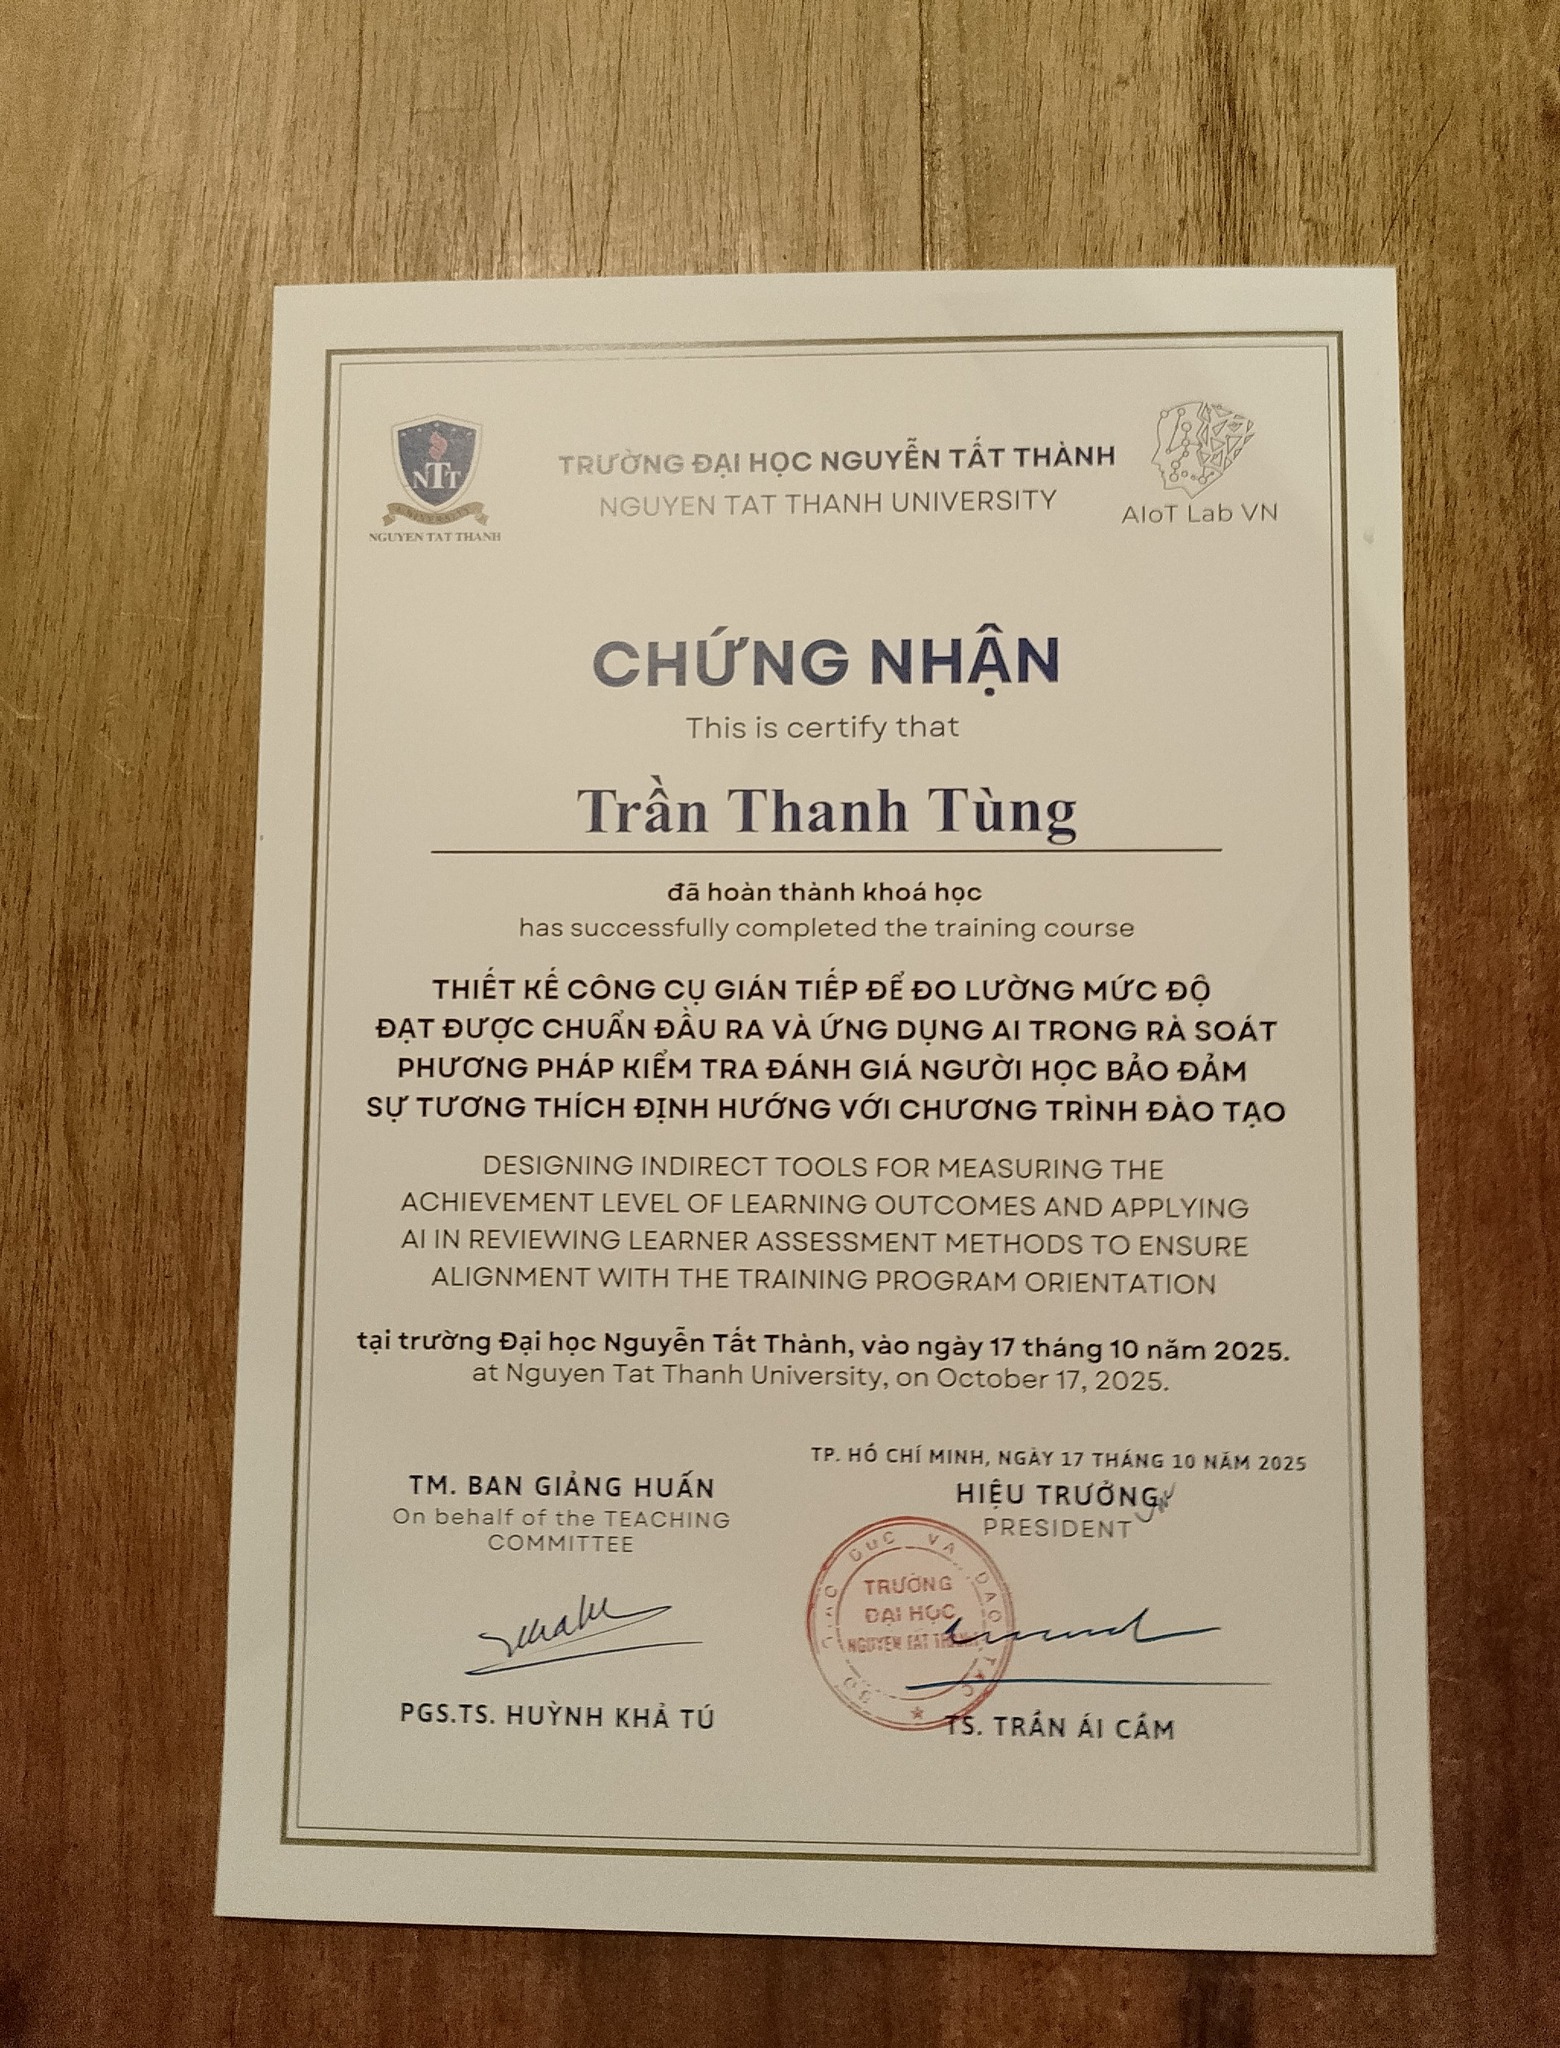 NTT
UNIVERSITY
NGUYEN TAT THANH
TRƯỜNG ĐẠI HỌC NGUYỄN TẤT THÀNH
NGUYEN TAT THANH UNIVERSITY
AIoT Lab VN
CHỨNG NHẬN
This is certify that
Trần Thanh Tùng
đã hoàn thành khoá học
has successfully completed the training course
THIẾT KẾ CÔNG CỤ GIÁN TIẾP ĐỂ ĐO LƯỜNG MỨC ĐỘ
ĐẠT ĐƯỢC CHUẨN ĐẦU RA VÀ ỨNG DỤNG AI TRONG RÀ SOÁT
PHƯƠNG PHÁP KIỂM TRA ĐÁNH GIÁ NGƯỜI HỌC BẢO ĐẢM
SỰ TƯƠNG THÍCH ĐỊNH HƯỚNG VỚI CHƯƠNG TRÌNH ĐÀO TẠO
DESIGNING INDIRECT TOOLS FOR MEASURING THE
ACHIEVEMENT LEVEL OF LEARNING OUTCOMES AND APPLYING
AI IN REVIEWING LEARNER ASSESSMENT METHODS TO ENSURE
ALIGNMENT WITH THE TRAINING PROGRAM ORIENTATION
tại trường Đại học Nguyễn Tất Thành, vào ngày 17 tháng 10 năm 2025.
at Nguyen Tat Thanh University, on October 17, 2025.
TM. BAN GIẢNG HUẤN
On behalf of the TEACHING
COMMITTEE
PGS.TS. HUỲNH KHẢ TÚ
TP. HỒ CHÍ MINH, NGÀY 17 THÁNG 10 NĂM 2025
HIỆU TRƯỞNG
PRESIDENT
TRƯỜNG
ĐẠI HỌC
NGUYỄN TẤT THÀNH
TS. TRẦN ÁI CẦM